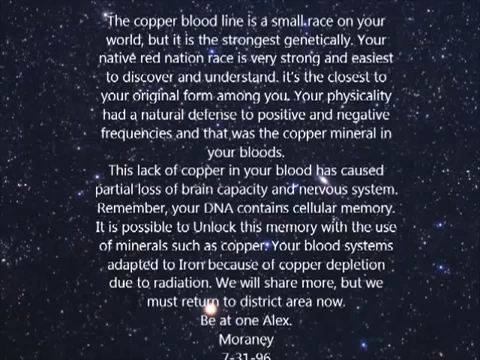 The copper blood line is a small race on your
world, but it is the strongest genetically. Your
native red nation race is very strong and easiest
to discover and understand. it's the closest to
your original form among you. Your physicality
had a natural defense to positive and negative
frequencies and that was the copper mineral in
your bloods.
This lack of copper in your blood has caused
partial loss of brain capacity and nervous system.
Remember, your DNA contains cellular memory.
It is possible to Unlock this memory with the use
of minerals such as copper. Your blood systems
adapted to Iron because of copper depletion
due to radiation. We will share more, but we
must return to district area now.
Be at one Alex.
Moraney
7-31-96